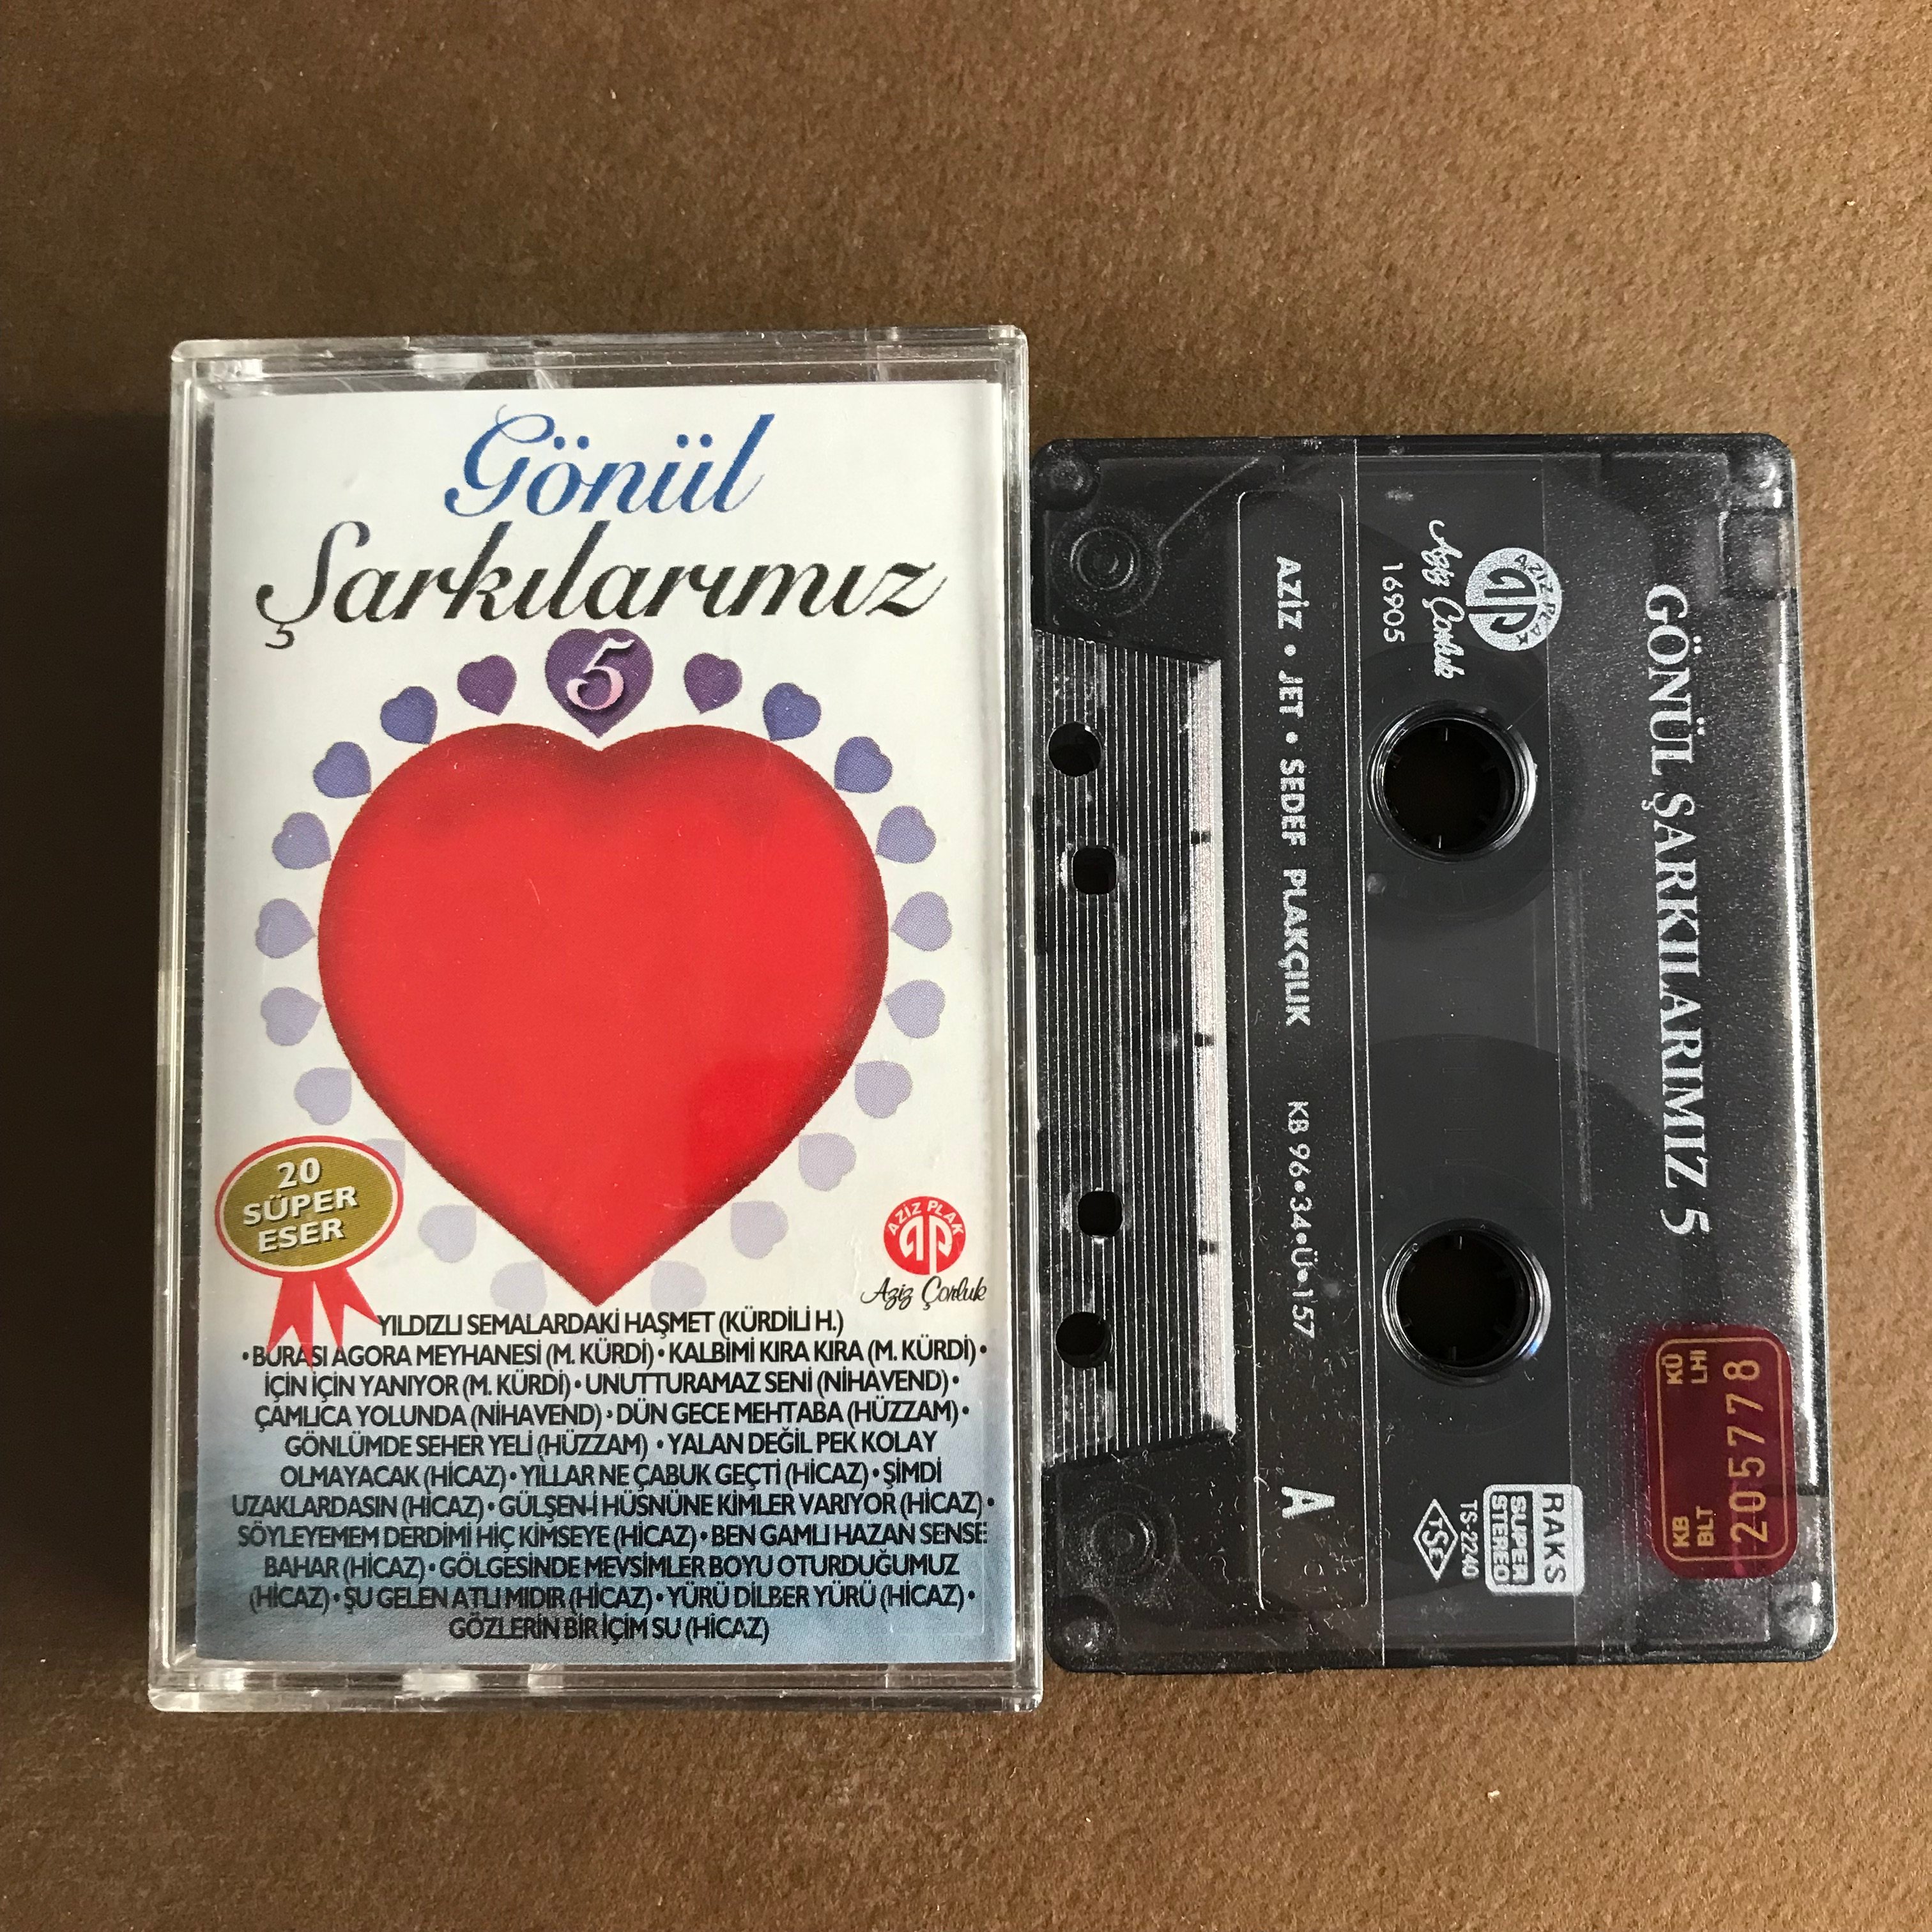 Gönül
Şarkılarımız
5
20
SÜPER
ESER
AZİZ PLAK
Aziz Çorluk
YILDIZLI SEMALARDAKİ HAŞMET (KÜRDİLİ H.)
• BURASI AGORA MEYHANESİ (M. KÜRDİ) • KALBİMİ KIRA KIRA (M. KÜRDİ) •
İÇİN İÇİN YANIYOR (M. KÜRDİ) • UNUTTURAMAZ SENİ (NİHAVEND) •
ÇAMLICA YOLUNDA (NİHAVEND) • DÜN GECE MEHTABA (HÜZZAM) •
GÖNLÜMDE SEHER YELİ (HÜZZAM) • YALAN DEĞİL PEK KOLAY
OLMAYACAK (HİCAZ) • YILLAR NE ÇABUK GEÇTİ (HİCAZ) • ŞİMDİ
UZAKLARDASIN (HİCAZ) • GÜLŞEN-İ HÜSNÜNE KİMLER VARIYOR (HİCAZ) •
SÖYLEYEMEM DERDİMİ HİÇ KİMSEYE (HİCAZ) • BEN GAMLI HAZAN SENSE
BAHAR (HİCAZ) • GÖLGESİNDE MEVSİMLER BOYU OTURDUĞUMUZ
(HİCAZ) • ŞU GELEN ATLI MIDIR (HİCAZ) • YÜRÜ DİLBER YÜRÜ (HİCAZ) •
GÖZLERİN BİR İÇİM SU (HİCAZ)
GÖNÜL ŞARKILARIMIZ 5
KB KÜ
BLT LHI
205778
AZİZ PLAK
Aziz Çorluk
16905
RAKS
SUPER
STEREO
TS-2240
TSE
AZİZ • JET • SEDEF PLAKÇILIK KB 96•34•Ü•157 A